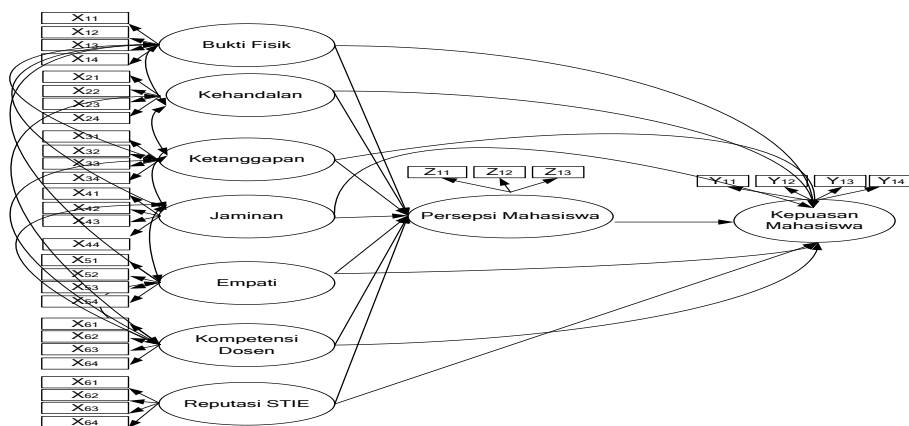 X11
X12
X13
X14
Bukti Fisik
X21
X22
X23
X24
Kehandalan
X31
X32
X33
X34
Ketanggapan
X41
X42
X43
X44
Jaminan
X51
X52
X53
X54
Empati
X61
X62
X63
X64
Kompetensi
Dosen
X61
X62
X63
X64
Reputasi STIE
Z11
Z12
Z13
Persepsi Mahasiswa
Y11
Y12
Y13
Y14
Kepuasan
Mahasiswa